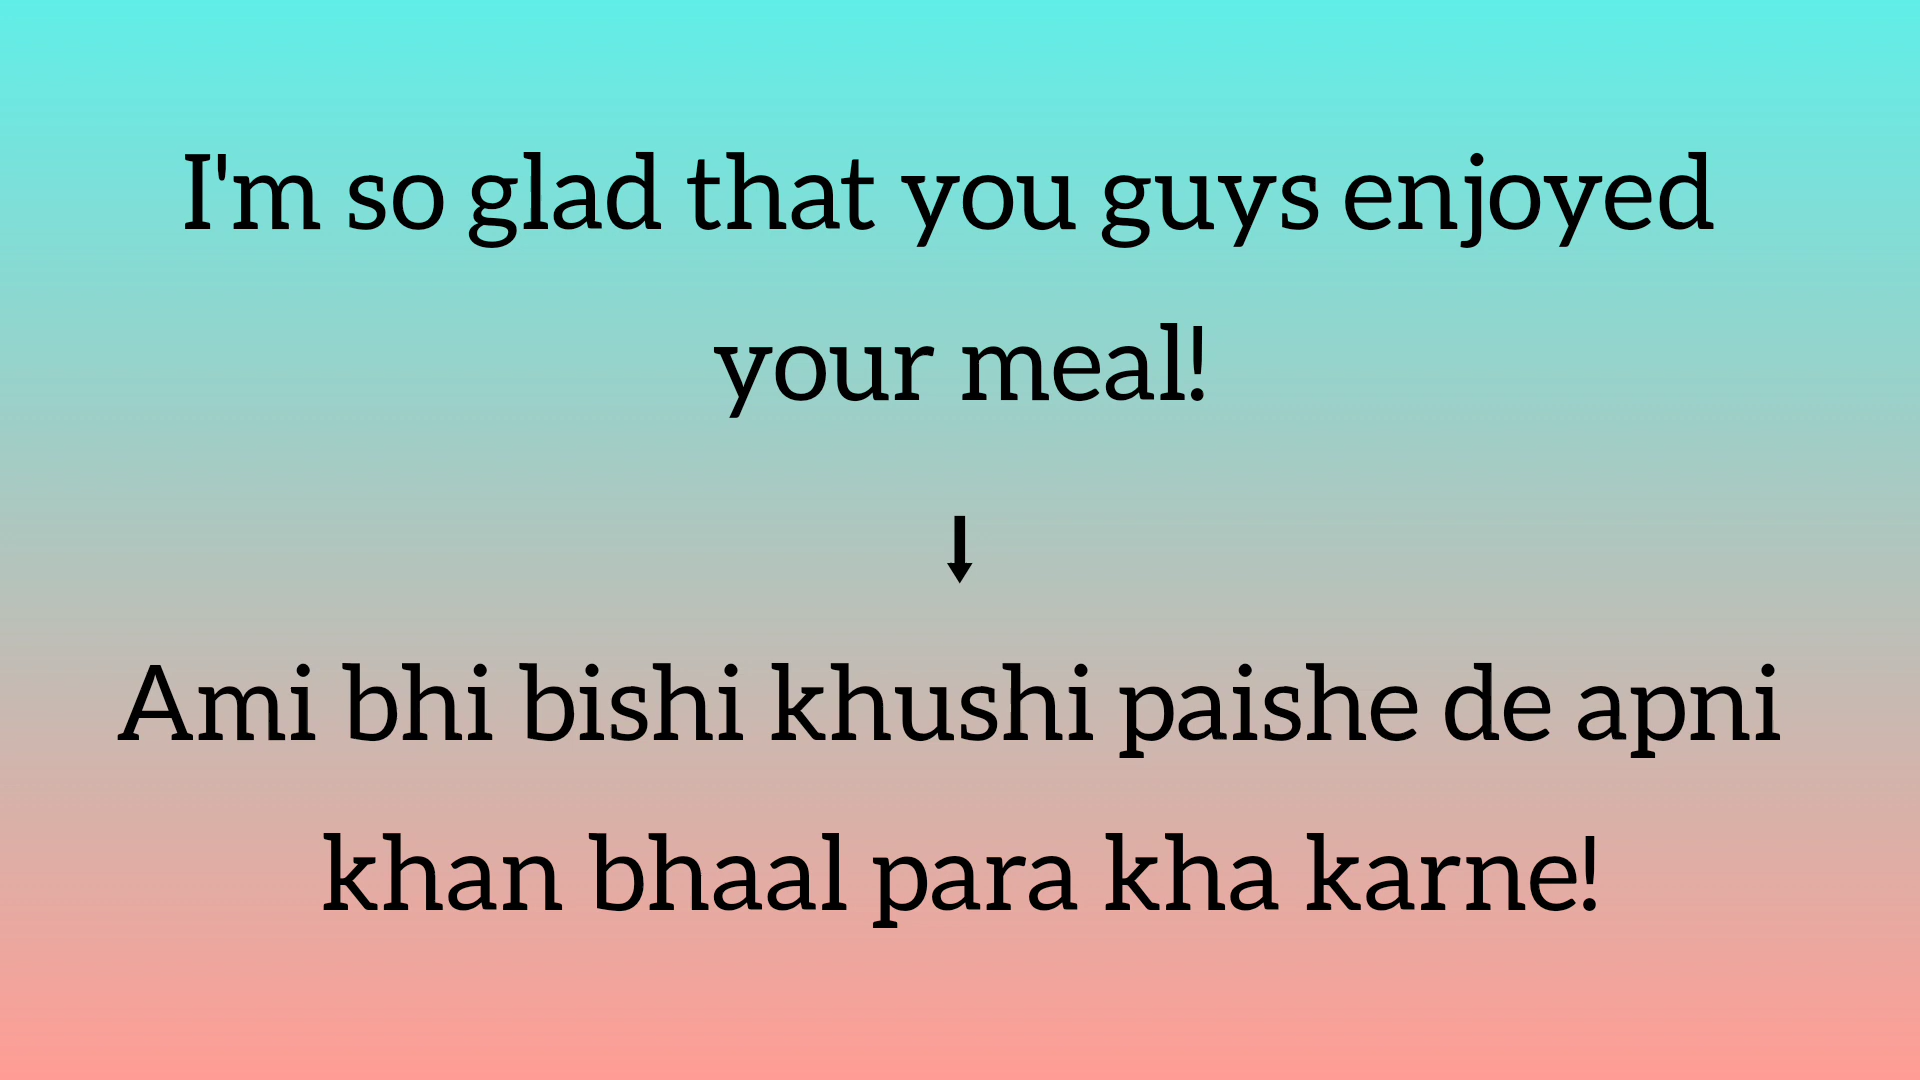 I'm so glad that you guys enjoyed
your meal!
Ami bhi bishi khushi paishe de apni
khan bhaal para kha karne!